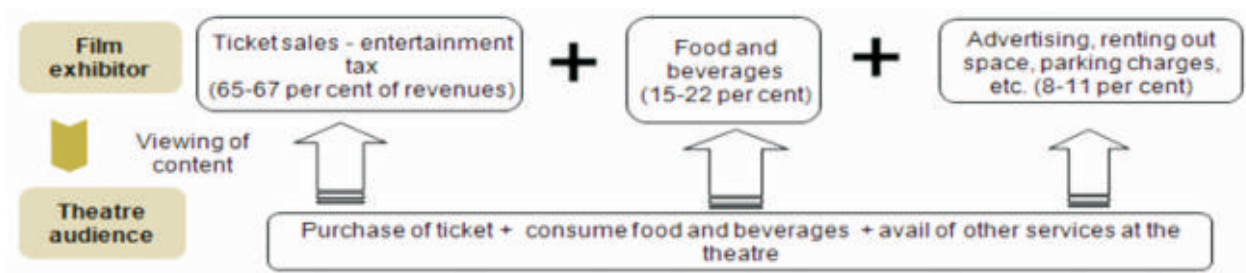 Film
exhibitor
Ticket sales - entertainment
tax
(65-67 per cent of revenues)
+
Food and
beverages
(15-22 per cent)
+
Advertising, renting out
space, parking charges,
etc. (8-11 per cent)
Viewing of
content
Theatre
audience
Purchase of ticket + consume food and beverages + avail of other services at the
theatre